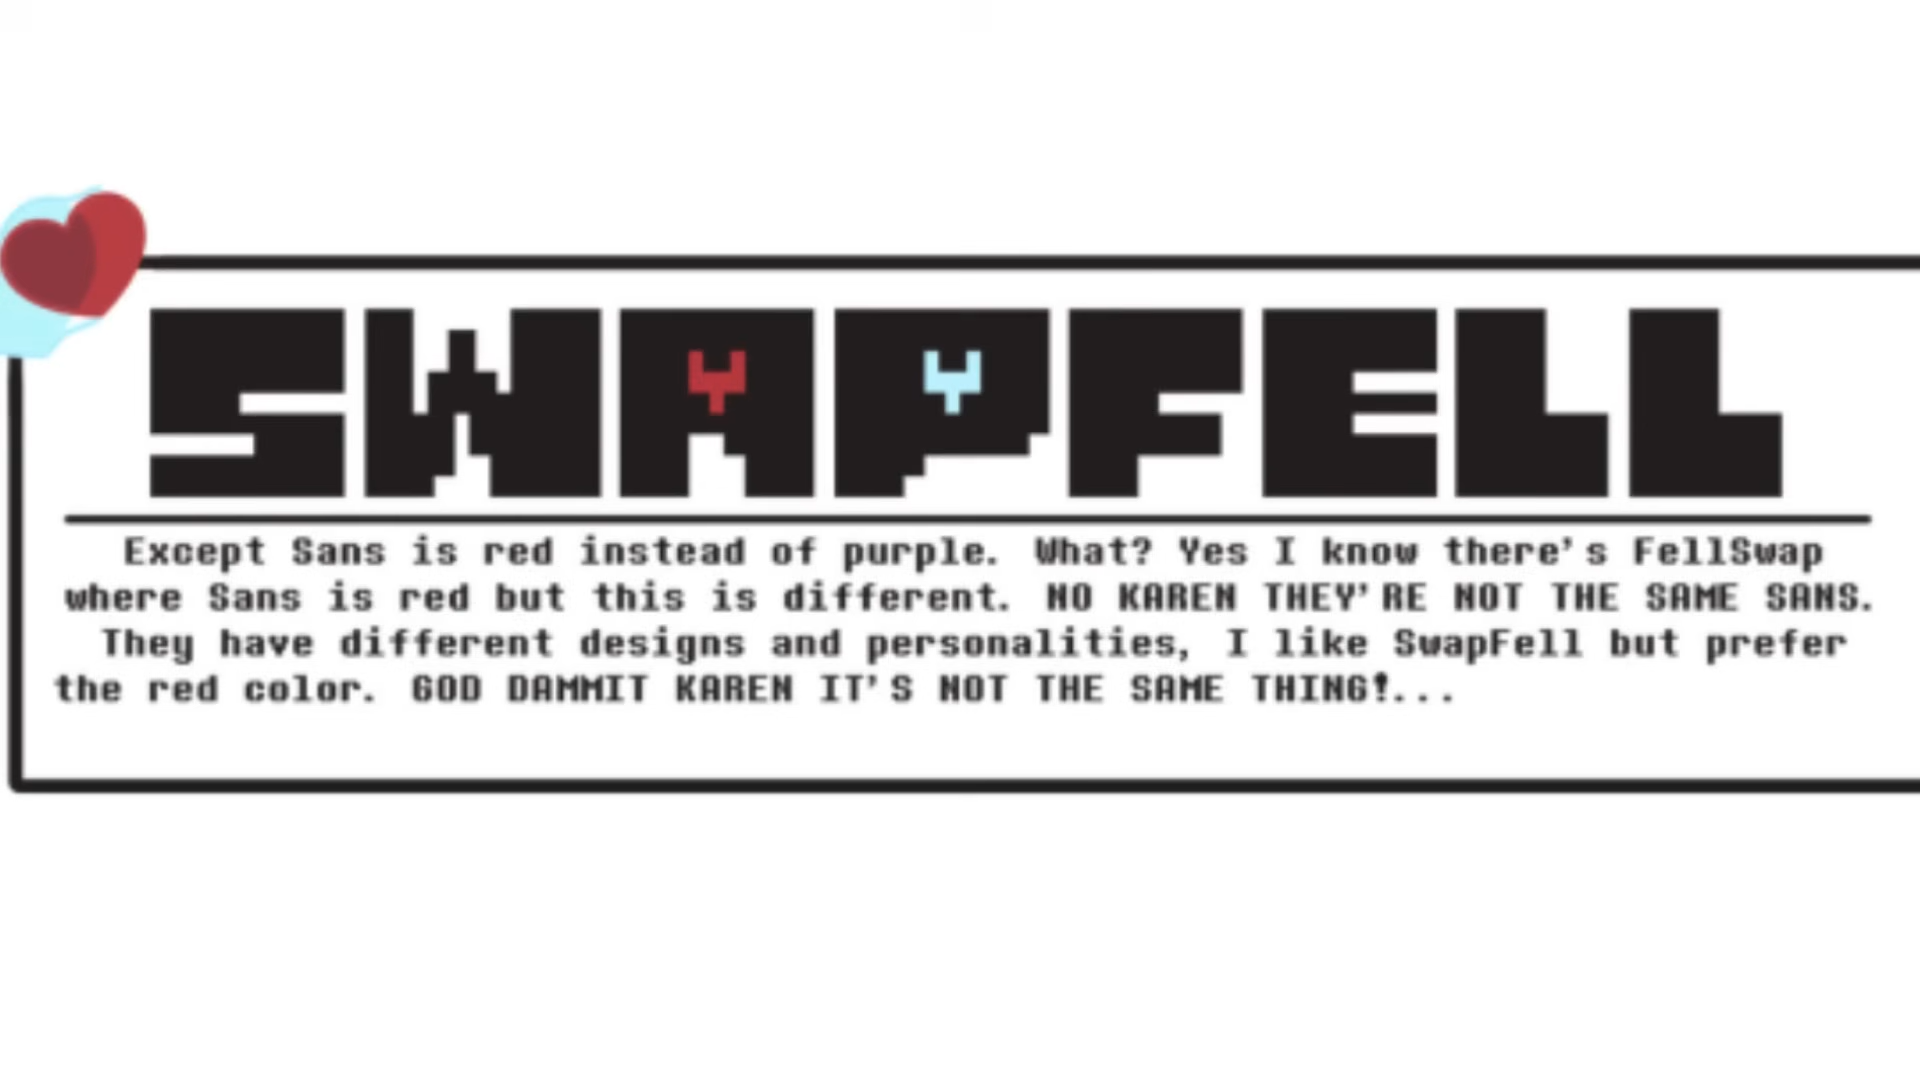 SWAPFELL
Except Sans is red instead of purple. What? Yes I know there's FellSwap
where Sans is red but this is different. NO KAREN THEY'RE NOT THE SAME SANS.
They have different designs and personalities, I like SwapFell but prefer
the red color. GOD DAMMIT KAREN IT'S NOT THE SAME THING!...